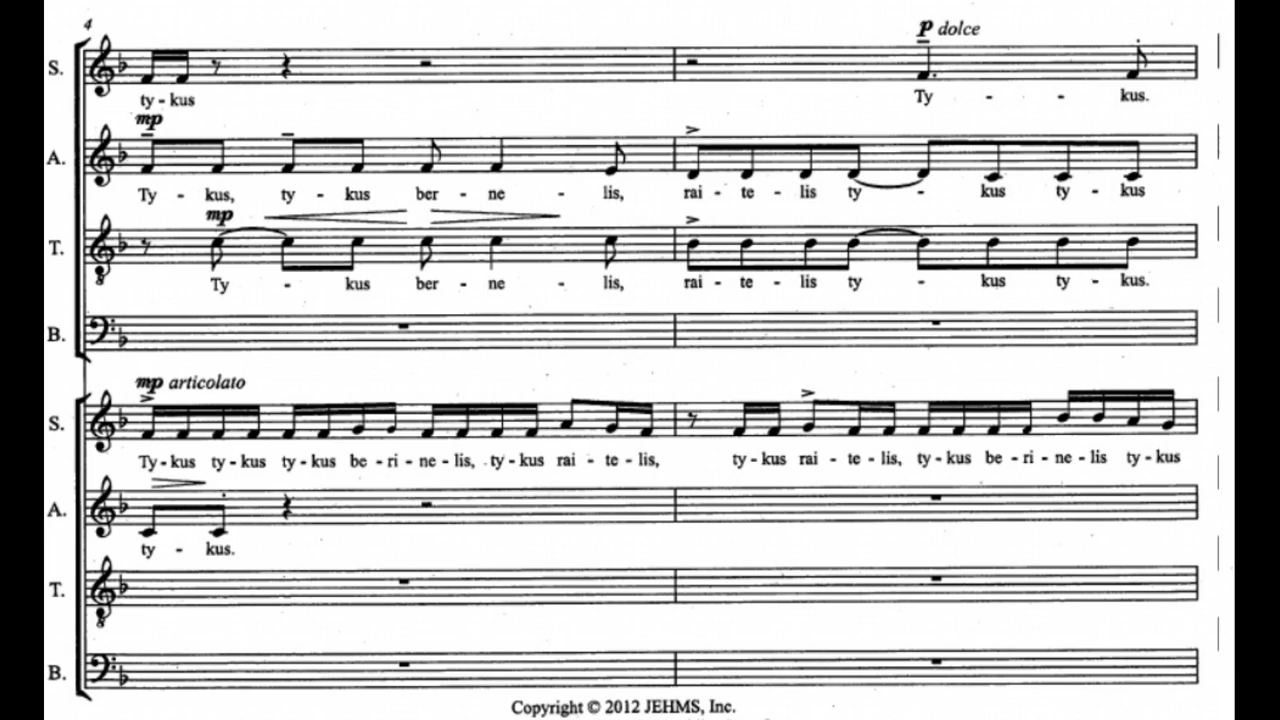 4
p dolce
S.
ty - kus Ty - - kus.
mp
A.
Ty - kus, ty - kus ber - ne - lis, rai - te - lis ty - kus ty - kus
mp
T.
Ty - kus ber - ne - lis, rai - te - lis ty - kus ty - kus.
B.
mp articolato
S.
Ty - kus ty - kus ty - kus be - ri - ne - lis, ty - kus rai - te - lis, ty - kus rai - te - lis, ty - kus be - ri - ne - lis ty - kus
A.
ty - kus.
T.
B.
Copyright © 2012 JEHMS, Inc.